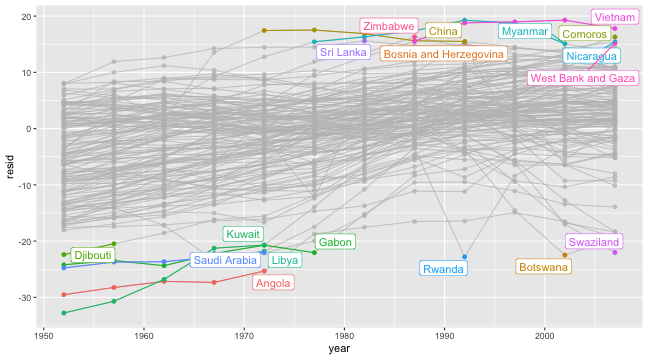 20
10
0
-10
-20
-30
resid
1950
1960
1970
1980
1990
2000
year
Vietnam
Zimbabwe
China
Myanmar
Comoros
Sri Lanka
Bosnia and Herzegovina
Nicaragua
West Bank and Gaza
Kuwait
Gabon
Swaziland
Djibouti
Saudi Arabia
Libya
Rwanda
Botswana
Angola